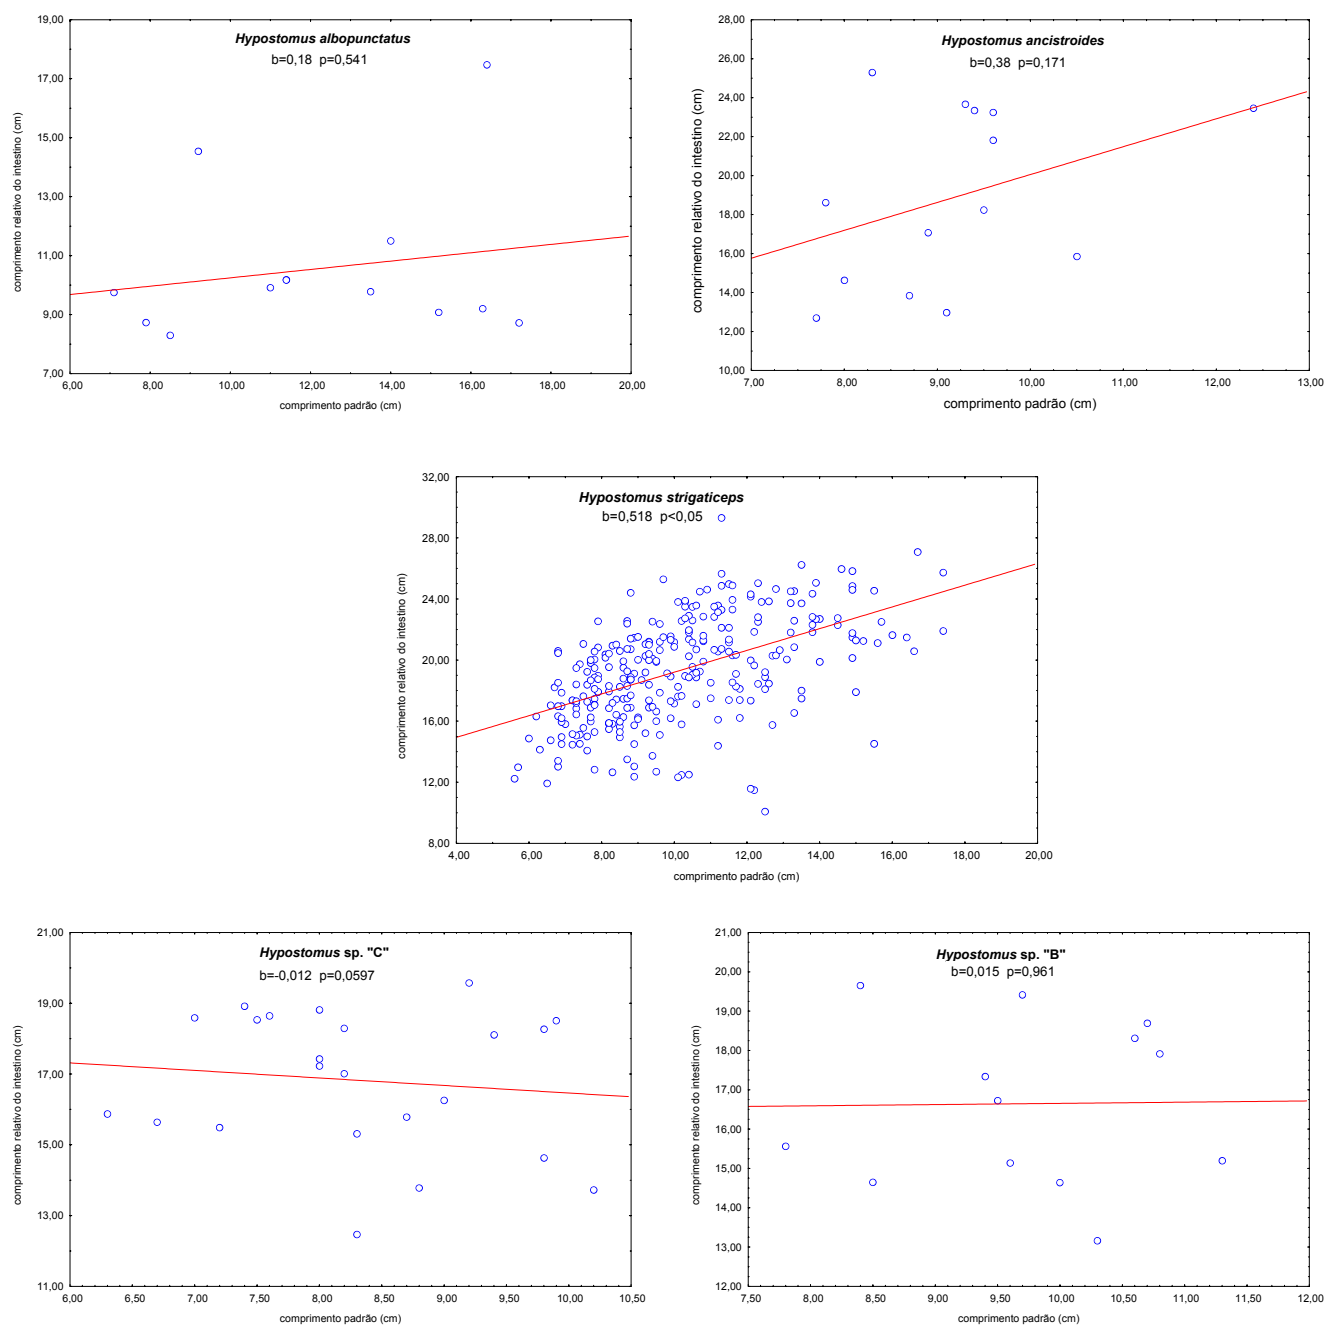 Hypostomus albopunctatus
b=0,18 p=0,541
comprimento relativo do intestino (cm)
19,00
17,00
15,00
13,00
11,00
9,00
7,00
6,00 8,00 10,00 12,00 14,00 16,00 18,00 20,00
comprimento padrão (cm)
Hypostomus ancistroides
b=0,38 p=0,171
comprimento relativo do intestino (cm)
28,00
26,00
24,00
22,00
20,00
18,00
16,00
14,00
12,00
10,00
7,00 8,00 9,00 10,00 11,00 12,00 13,00
comprimento padrão (cm)
Hypostomus strigaticeps
b=0,518 p<0,05
comprimento relativo do intestino (cm)
32,00
28,00
24,00
20,00
16,00
12,00
8,00
4,00 6,00 8,00 10,00 12,00 14,00 16,00 18,00 20,00
comprimento padrão (cm)
Hypostomus sp. "C"
b=-0,012 p=0,0597
comprimento relativo do intestino (cm)
21,00
19,00
17,00
15,00
13,00
11,00
6,00 6,50 7,00 7,50 8,00 8,50 9,00 9,50 10,00 10,50
comprimento padrão (cm)
Hypostomus sp. "B"
b=0,015 p=0,961
comprimento relativo do intestino (cm)
21,00
20,00
19,00
18,00
17,00
16,00
15,00
14,00
13,00
12,00
7,50 8,00 8,50 9,00 9,50 10,00 10,50 11,00 11,50 12,00
comprimento padrão (cm)